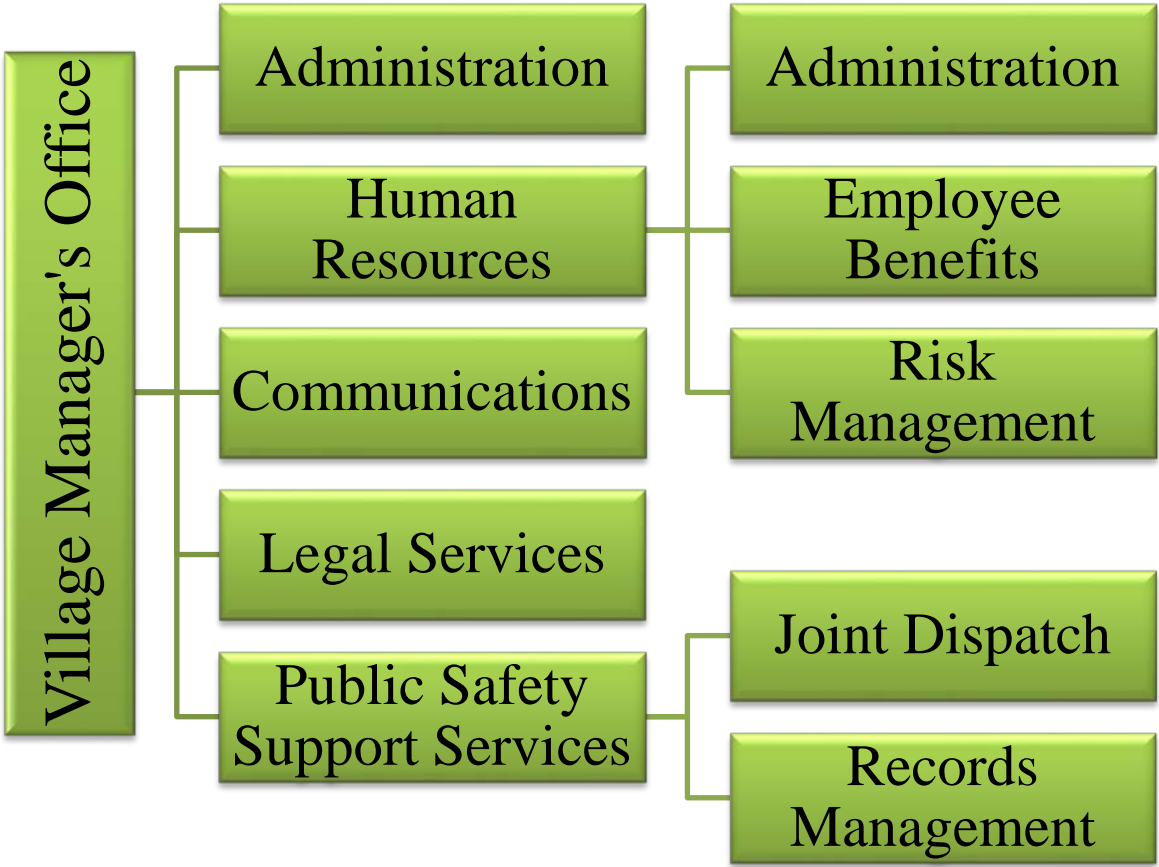 Village Manager's Office
Administration
Human
Resources
Communications
Legal Services
Public Safety
Support Services
Administration
Employee
Benefits
Risk
Management
Joint Dispatch
Records
Management